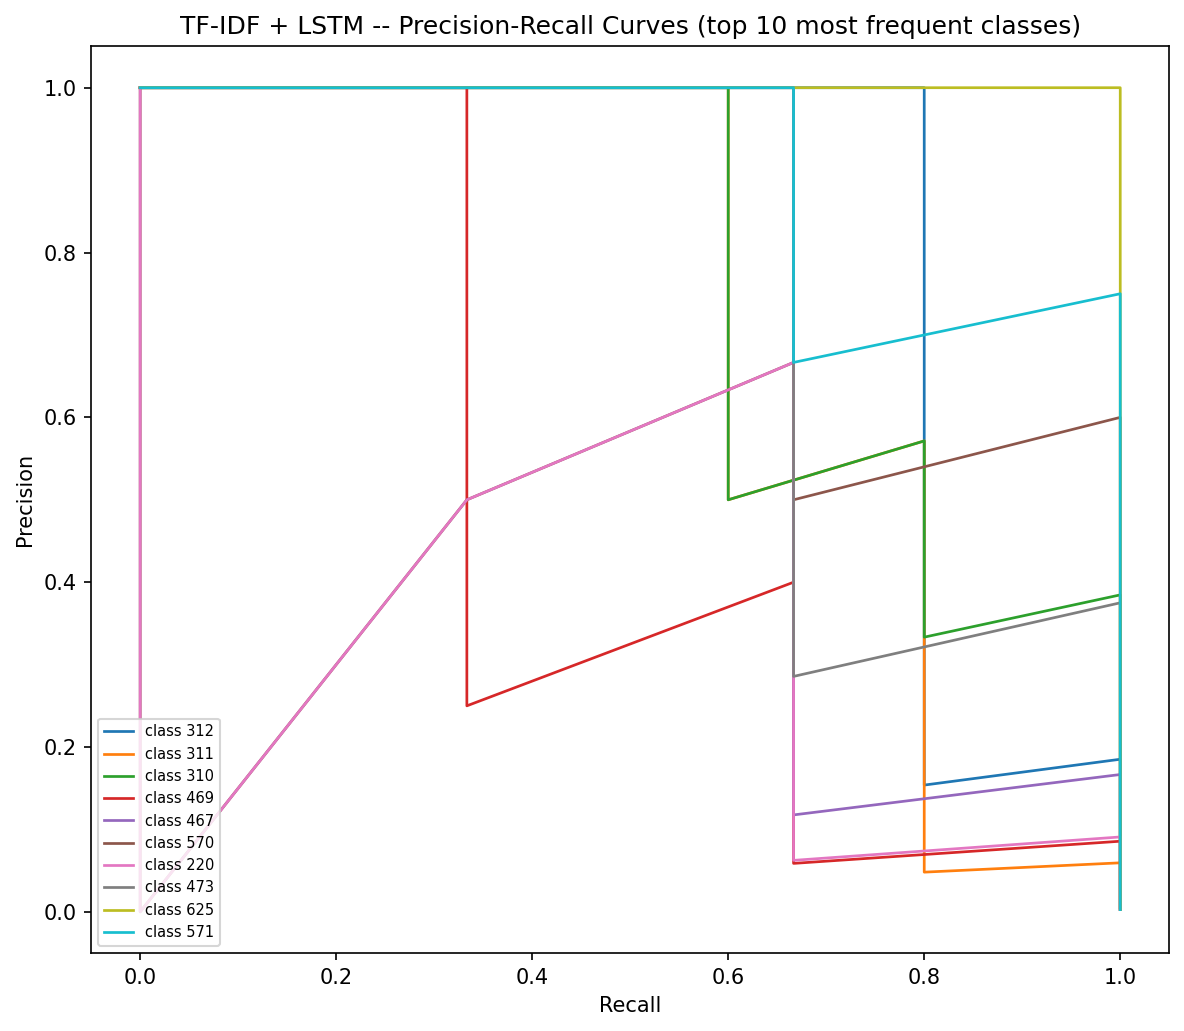 TF-IDF + LSTM -- Precision-Recall Curves (top 10 most frequent classes)
Precision
1.0
0.8
0.6
0.4
0.2
0.0
class 312
class 311
class 310
class 469
class 467
class 570
class 220
class 473
class 625
class 571
0.0 0.2 0.4 0.6 0.8 1.0
Recall